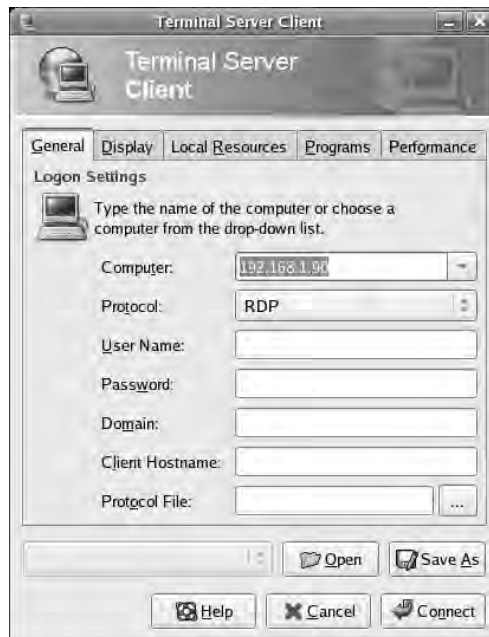 Terminal Server Client
Terminal Server
Client
General Display Local Resources Programs Performance
Logon Settings
Type the name of the computer or choose a
computer from the drop-down list.
Computer: 192.168.1.90
Protocol: RDP
User Name:
Password:
Domain:
Client Hostname:
Protocol File: ...
Open Save As
Help Cancel Connect